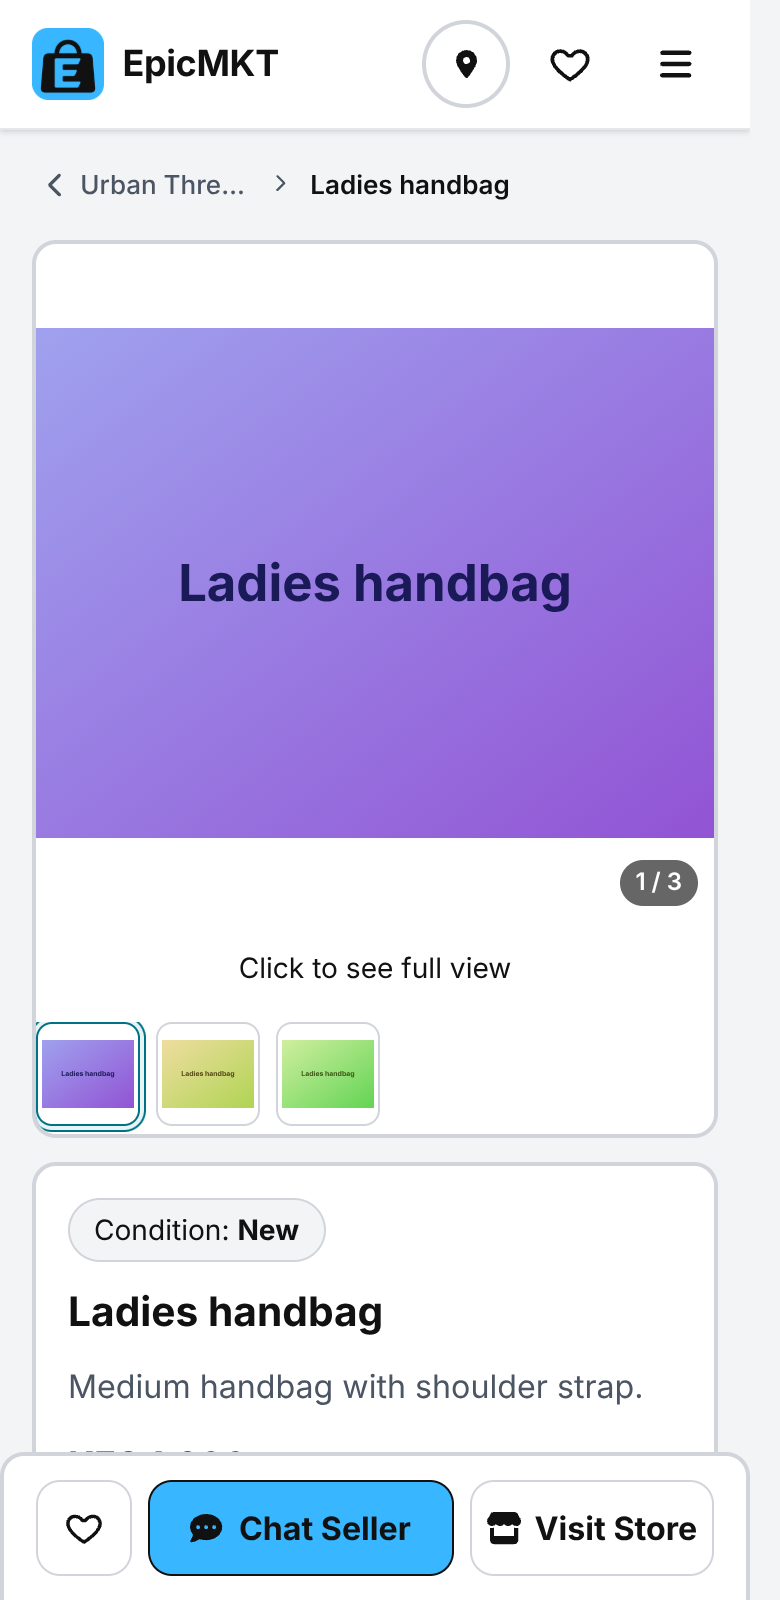 EpicMKT
Urban Thre... > Ladies handbag
Ladies handbag
1 / 3
Click to see full view
Ladies handbag Ladies handbag Ladies handbag
Condition: New
Ladies handbag
Medium handbag with shoulder strap.
Chat Seller Visit Store